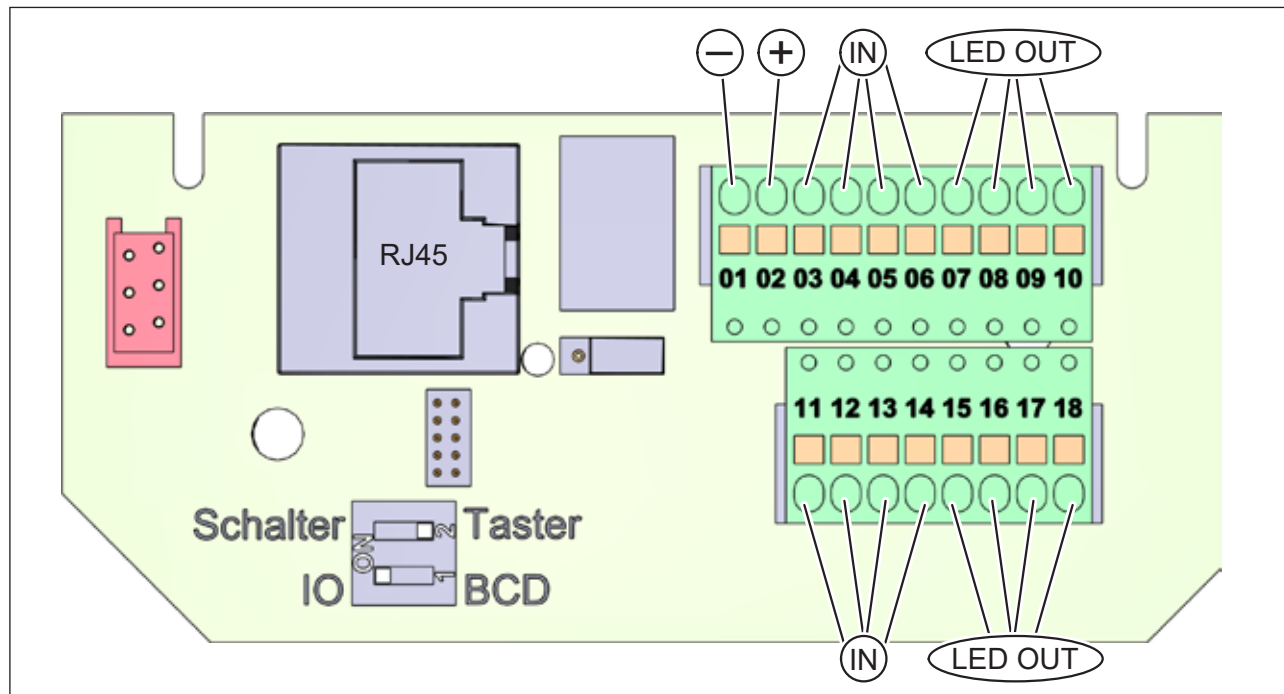 − + IN LED OUT
RJ45
01 02 03 04 05 06 07 08 09 10
11 12 13 14 15 16 17 18
Schalter 2 Taster
ON
IO 1 BCD
IN LED OUT